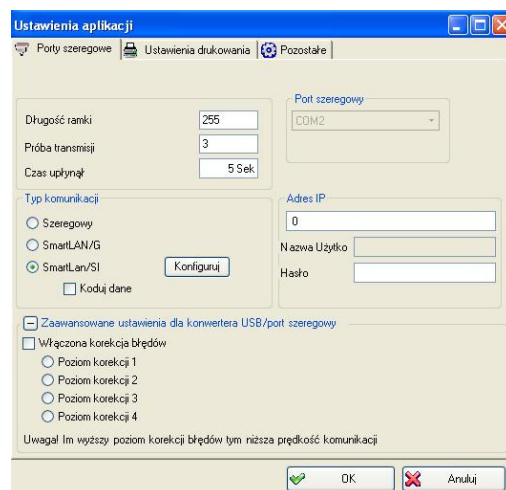 Ustawienia aplikacji
Porty szeregowe Ustawienia drukowania Pozostałe
Port szeregowy
Długość ramki 255 COM2
Próba transmisji 3
Czas upłynął 5 Sek
Typ komunikacji Adres IP
Szeregowy 0
SmartLAN/G Nazwa Użytko
SmartLan/SI Konfiguruj Hasło
Koduj dane
Zaawansowane ustawienia dla konwertera USB/port szeregowy
Włączona korekcja błędów
Poziom korekcji 1
Poziom korekcji 2
Poziom korekcji 3
Poziom korekcji 4
Uwaga! Im wyższy poziom korekcji błędów tym niższa prędkość komunikacji
OK Anuluj